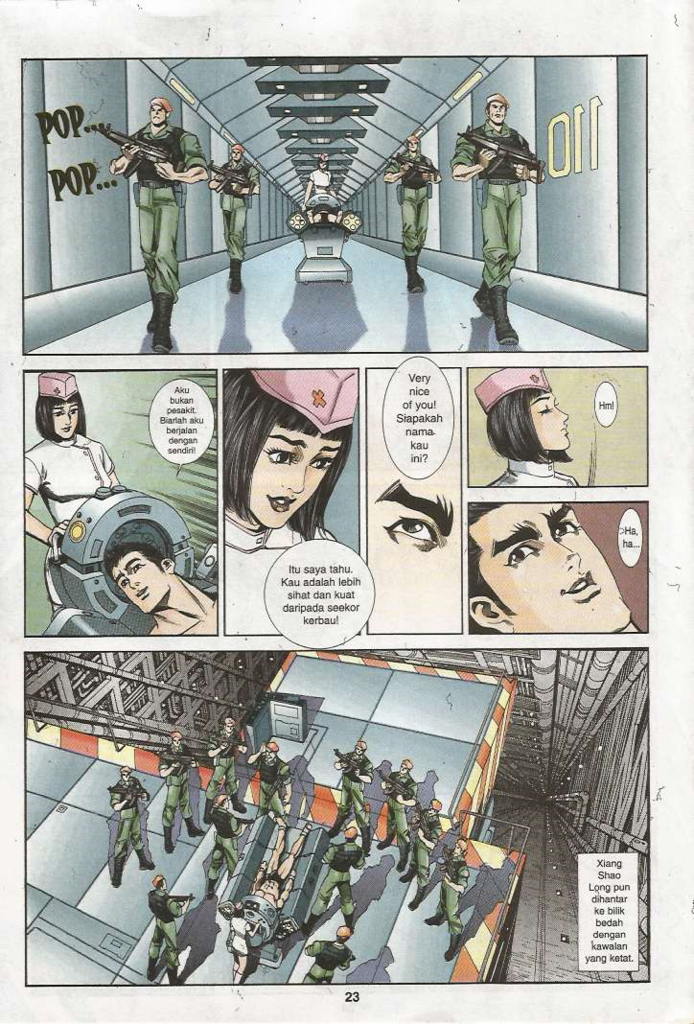 POP....
POP...
110
Aku
bukan
pesakit.
Biarlah aku
berjalan
dengan
sendiri!
Itu saya tahu.
Kau adalah lebih
sihat dan kuat
daripada seekor
kerbau!
Very
nice
of you!
Siapakah
nama
kau
ini?
Hm!
Ha,
ha...
Xiang
Shao
Long pun
dihantar
ke bilik
bedah
dengan
kawalan
yang ketat.
23